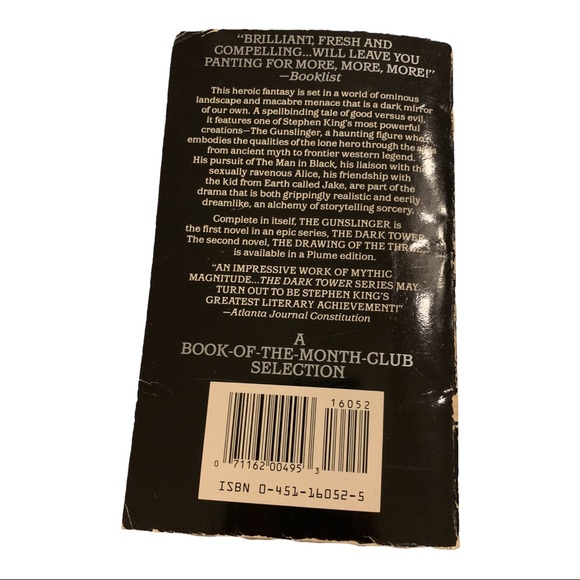 "BRILLIANT, FRESH AND
COMPELLING...WILL LEAVE YOU
PANTING FOR MORE, MORE, MORE!"
—Booklist
This heroic fantasy is set in a world of ominous
landscape and macabre menace that is a dark mirror
of our own. A spellbinding tale of good versus evil,
it features one of Stephen King's most powerful
creations—The Gunslinger, a haunting figure who
embodies the qualities of the lone hero through the ages
from ancient myth to frontier western legend.
His pursuit of The Man in Black, his liaison with the
sexually ravenous Alice, his friendship with
the kid from Earth called Jake, are part of the
drama that is both grippingly realistic and eerily
dreamlike, an alchemy of storytelling sorcery.
Complete in itself, THE GUNSLINGER is
the first novel in an epic series, THE DARK TOWER.
The second novel, THE DRAWING OF THE THREE,
is available in a Plume edition.
"AN IMPRESSIVE WORK OF MYTHIC
MAGNITUDE...THE DARK TOWER SERIES MAY
TURN OUT TO BE STEPHEN KING'S
GREATEST LITERARY ACHIEVEMENT!"
—Atlanta Journal Constitution
A
BOOK-OF-THE-MONTH-CLUB
SELECTION
16052
0 71162 00495 3
ISBN 0-451-16052-5